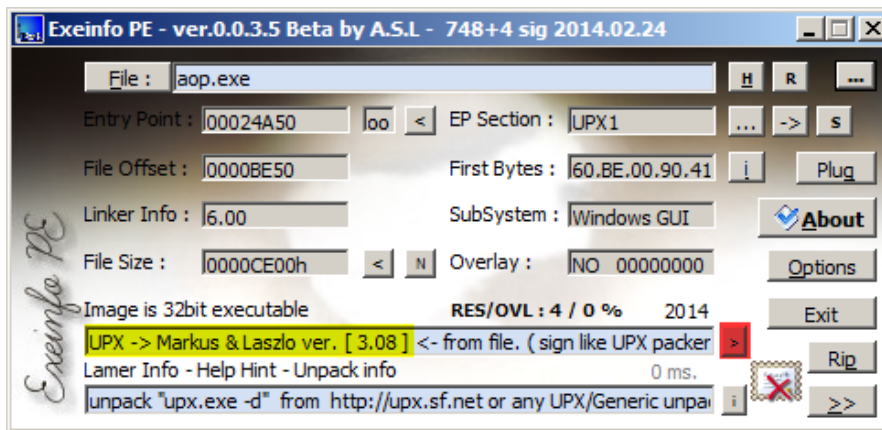 Exeinfo PE - ver.0.0.3.5 Beta by A.S.L - 748+4 sig 2014.02.24
File : aop.exe H R ...
Entry Point : 00024A50 oo < EP Section : UPX1 ... -> S
File Offset : 0000BE50 First Bytes : 60.BE.00.90.41 i Plug
Linker Info : 6.00 SubSystem : Windows GUI About
File Size : 0000CE00h < N Overlay : NO 00000000 Options
Image is 32bit executable RES/OVL : 4 / 0 % 2014 Exit
UPX -> Markus & Laszlo ver. [ 3.08 ] <- from file. ( sign like UPX packer >
Lamer Info - Help Hint - Unpack info 0 ms. Rip
unpack "upx.exe -d" from http://upx.sf.net or any UPX/Generic unpa i >>
Exeinfo PE